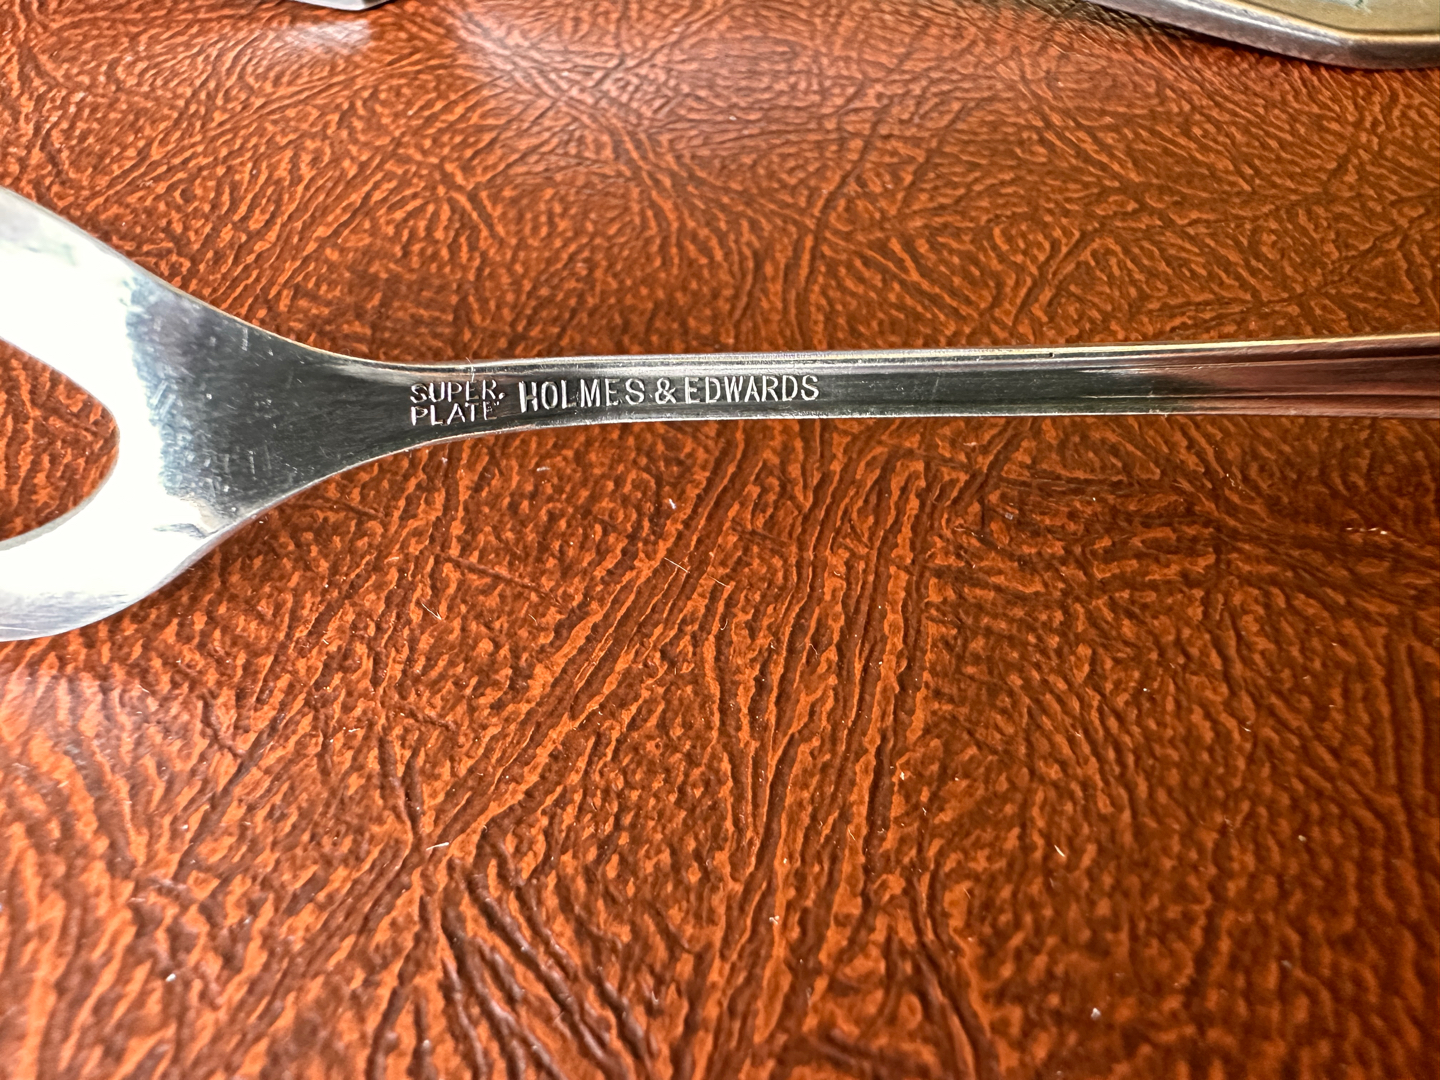 SUPER.
PLATE
HOLMES & EDWARDS